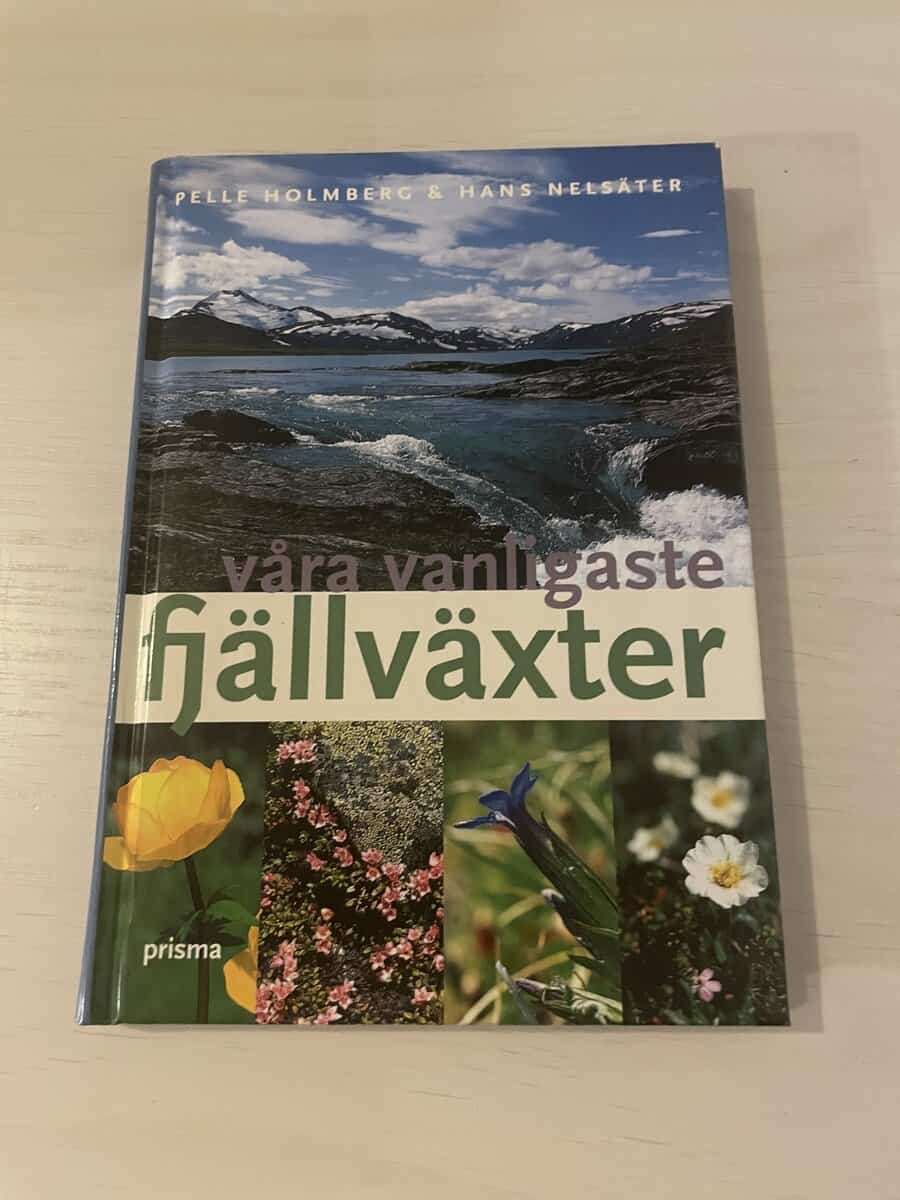 PELLE HOLMBERG & HANS NELSÄTER
våra vanligaste
fjällväxter
prisma